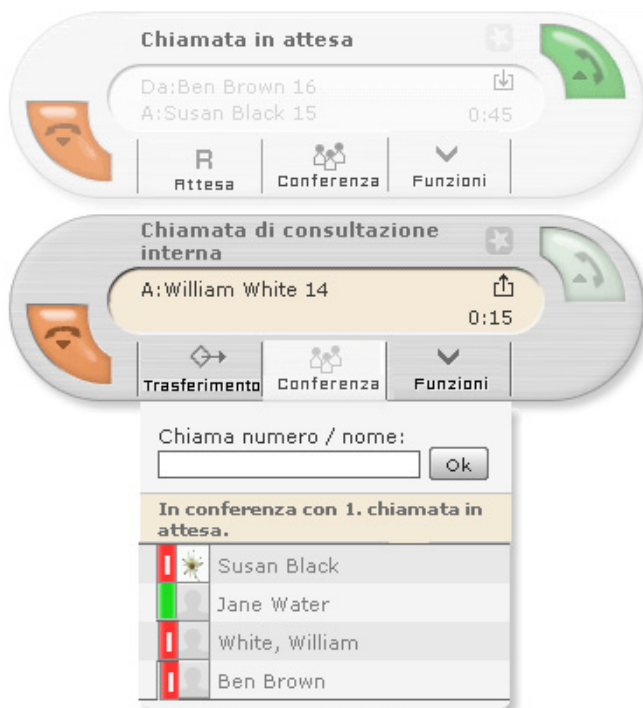 Chiamata in attesa
Da:Ben Brown 16
A:Susan Black 15
0:45
R
Attesa
Conferenza
Funzioni
Chiamata di consultazione
interna
A:William White 14
0:15
Trasferimento
Conferenza
Funzioni
Chiama numero / nome:
Ok
In conferenza con 1. chiamata in
attesa.
Susan Black
Jane Water
White, William
Ben Brown